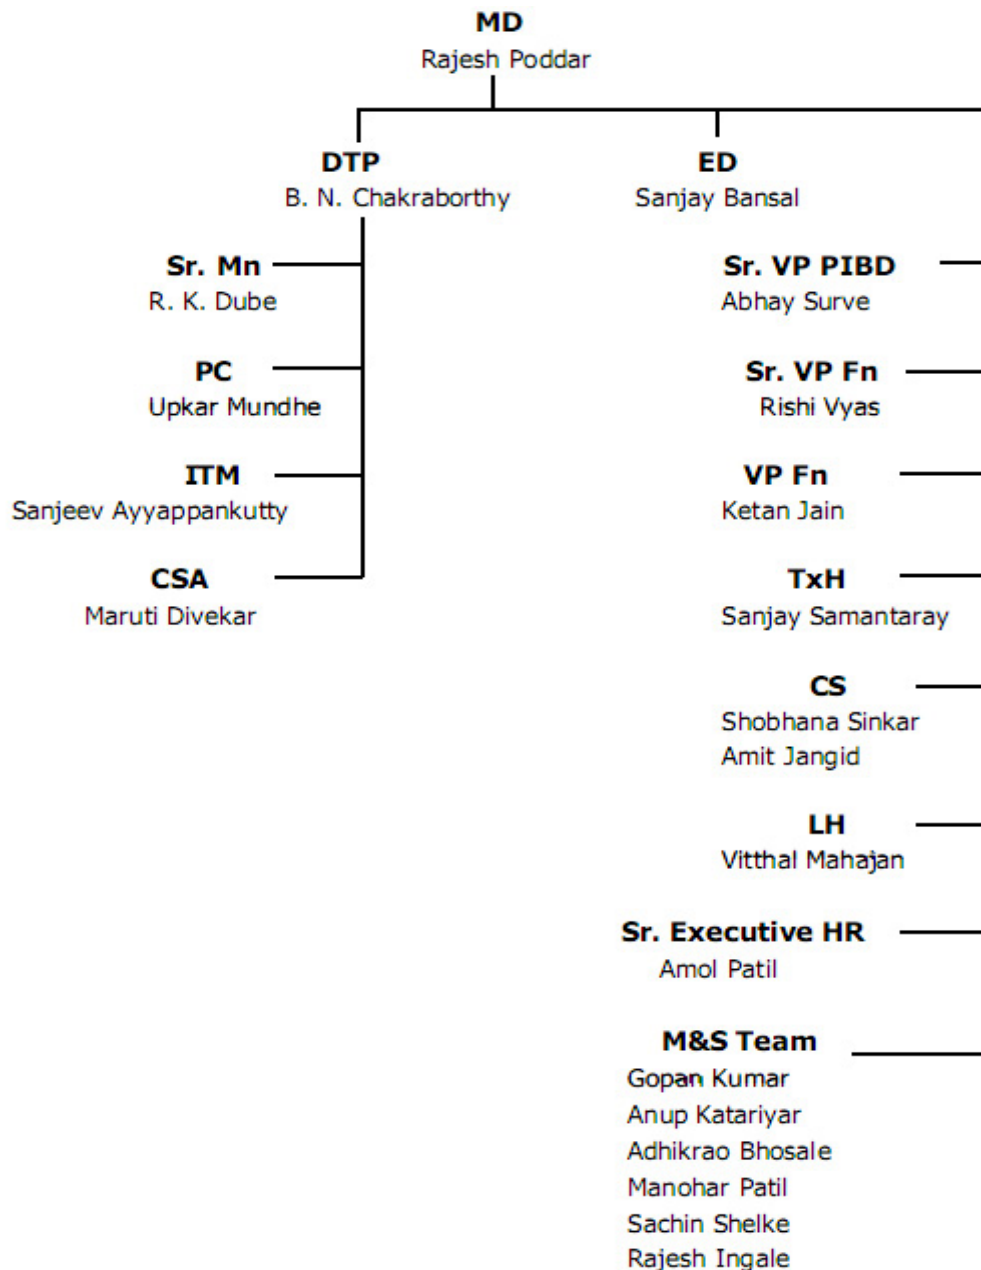 MD
Rajesh Poddar
DTP
B. N. Chakraborthy
ED
Sanjay Bansal
Sr. Mn
R. K. Dube
PC
Upkar Mundhe
ITM
Sanjeev Ayyappankutty
CSA
Maruti Divekar
Sr. VP PIBD
Abhay Surve
Sr. VP Fn
Rishi Vyas
VP Fn
Ketan Jain
TxH
Sanjay Samantaray
CS
Shobhana Sinkar
Amit Jangid
LH
Vitthal Mahajan
Sr. Executive HR
Amol Patil
M&S Team
Gopan Kumar
Anup Katariyar
Adhikrao Bhosale
Manohar Patil
Sachin Shelke
Rajesh Ingale